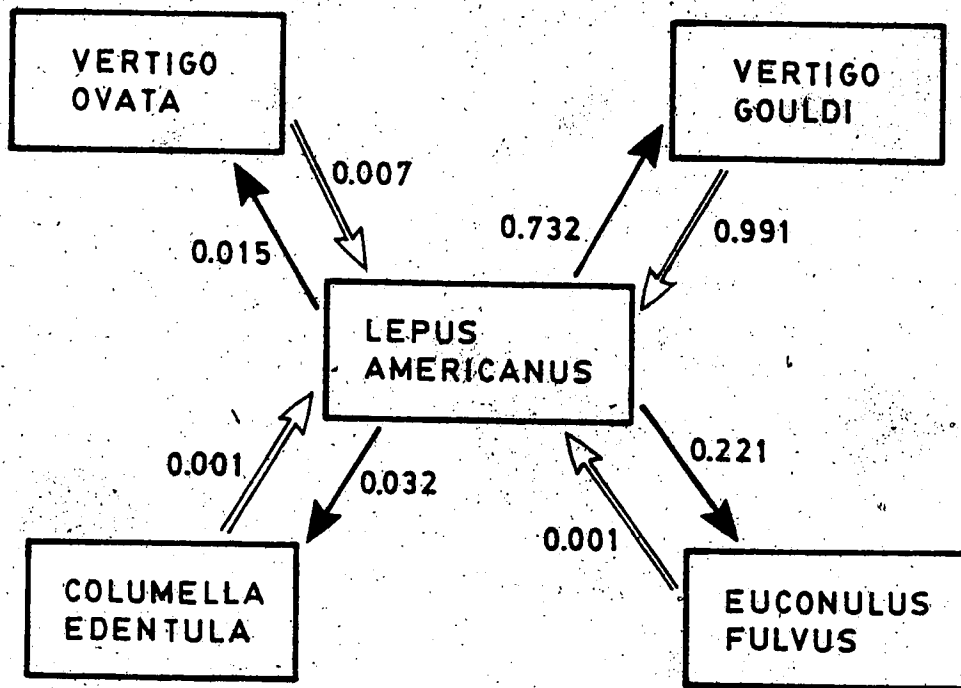 VERTIGO
OVATA
VERTIGO
GOULDI
0.007
0.732
0.991
0.015
LEPUS
AMERICANUS
0.001
0.032
0.221
0.001
COLUMELLA
EDENTULA
EUCONULUS
FULVUS